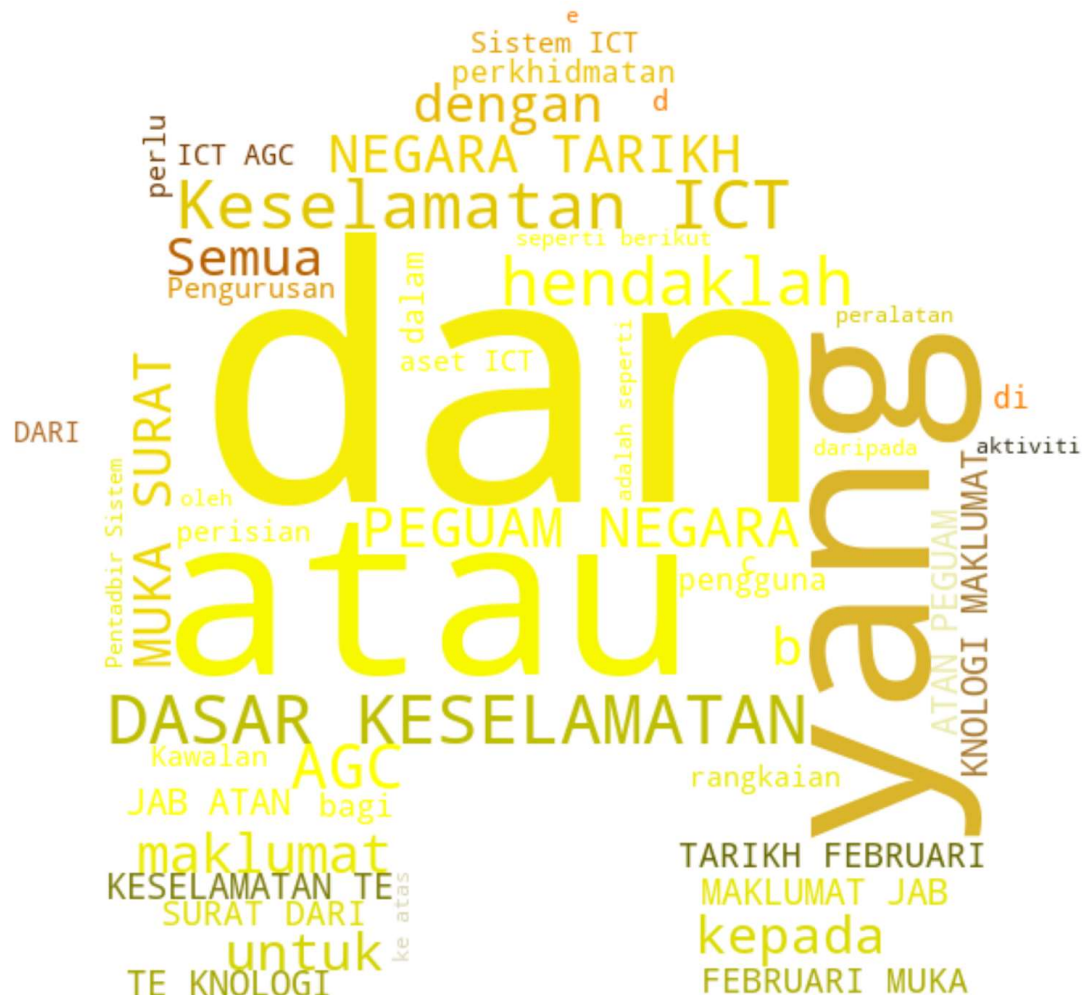 e
Sistem ICT
perkhidmatan
dengan
d
perlu
ICT AGC
NEGARA TARIKH
Keselamatan ICT
Semua
seperti berikut
Pengurusan
dalam
hendaklah
dan
aset ICT
adalah seperti
peralatan
yang
di
DARI
MUKA SURAT
daripada
aktiviti
Pentadbir Sistem
oleh
perisian
PEGUAM NEGARA
atau
c
pengguna
b
ATAN PEGUAM
KNOLOGI MAKLUMAT
DASAR KESELAMATAN
Kawalan
AGC
rangkaian
JAB ATAN
bagi
maklumat
TARIKH FEBRUARI
KESELAMATAN TE
ke atas
MAKLUMAT JAB
SURAT DARI
kepada
untuk
TE KNOLOGI
FEBRUARI MUKA